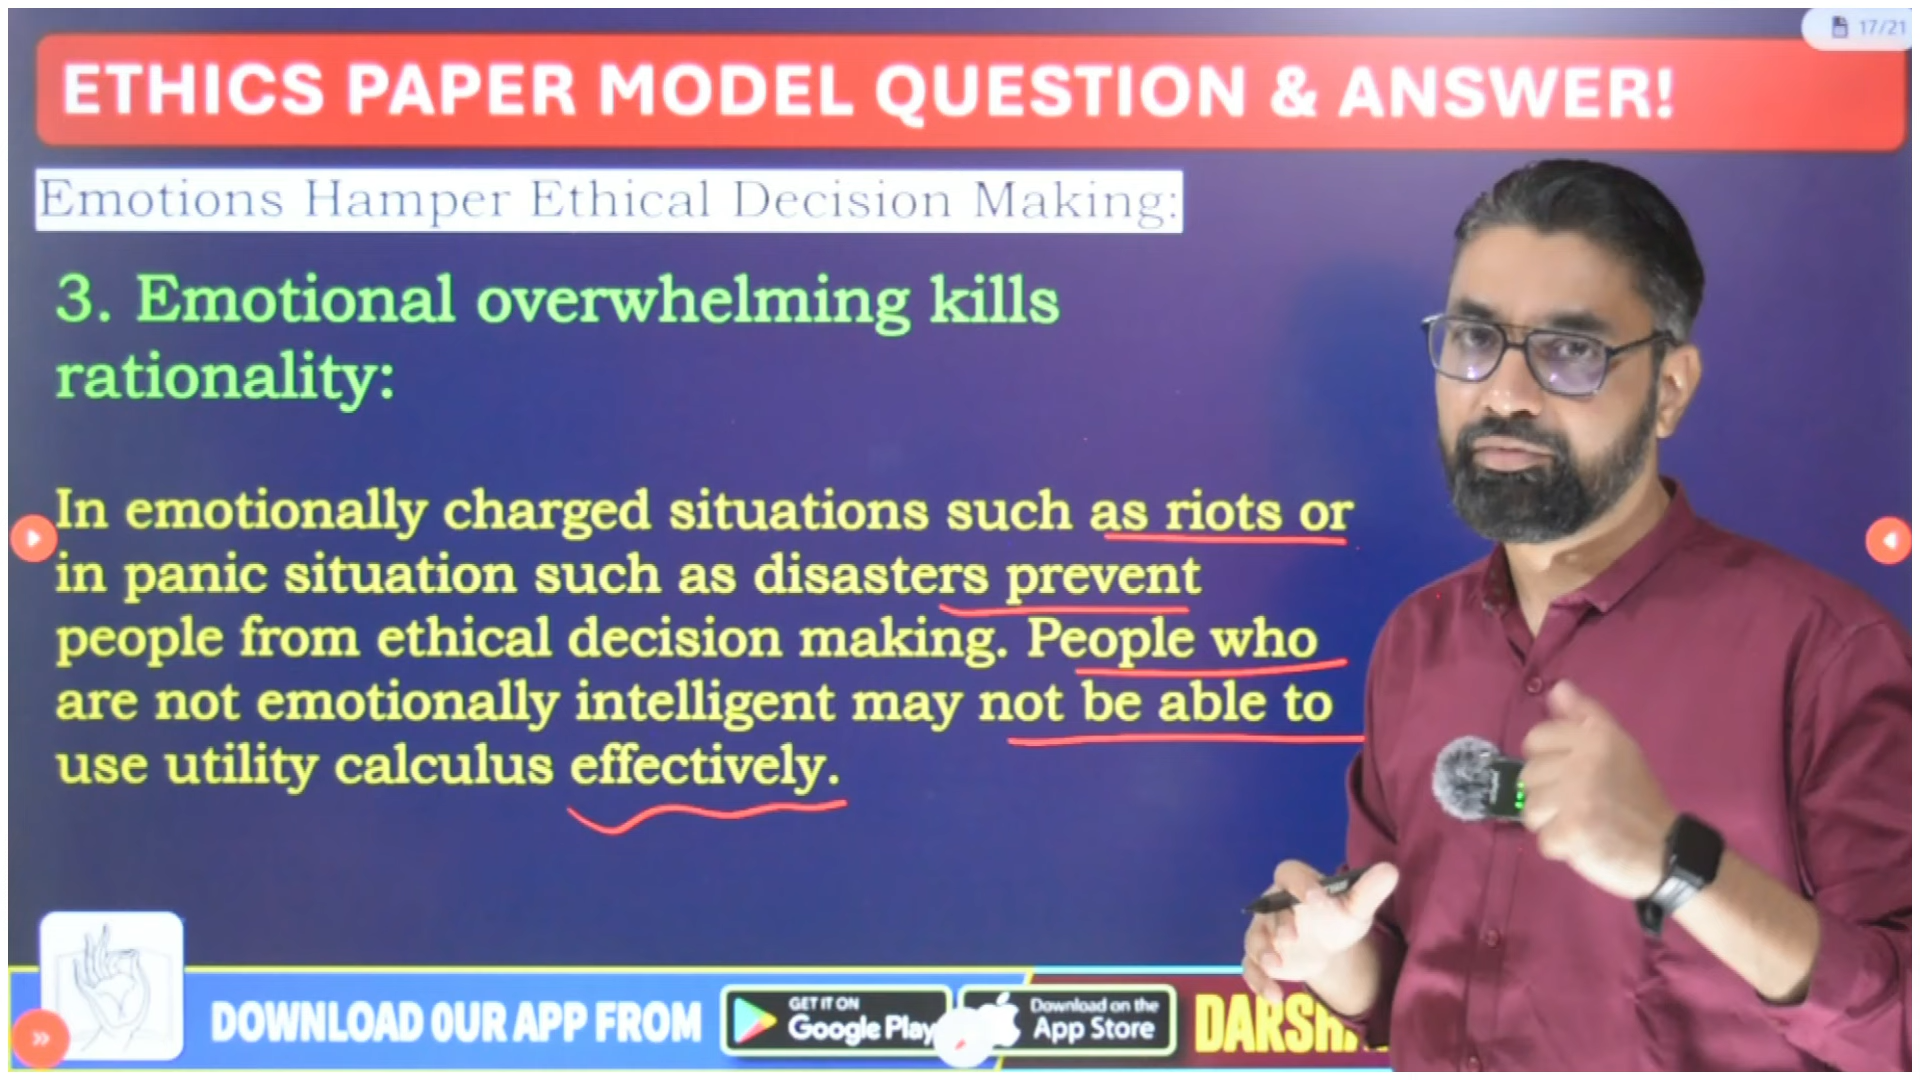 17/21
ETHICS PAPER MODEL QUESTION & ANSWER!
Emotions Hamper Ethical Decision Making:
3. Emotional overwhelming kills
rationality:
In emotionally charged situations such as riots or
in panic situation such as disasters prevent
people from ethical decision making. People who
are not emotionally intelligent may not be able to
use utility calculus effectively.
DOWNLOAD 0UR APP FROM
GET IT ON
Google Play
Download on the
App Store